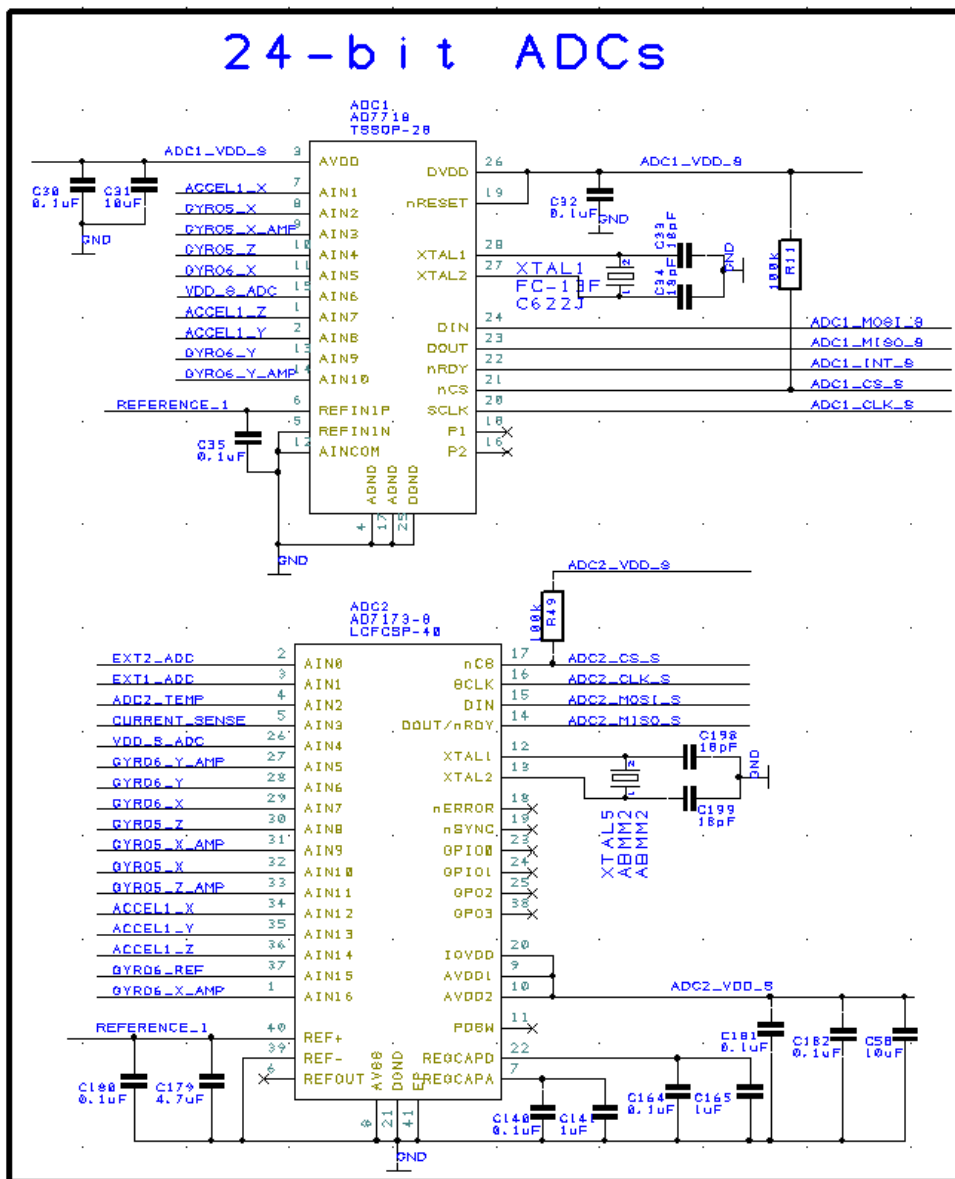 24-bit ADCs
ADC1
AD7718
TSSOP-28
ADC1_VDD_S 3 AVDD
C30 0.1uF
C31 10uF
GND
ACCEL1_X 7 AIN1
GYRO5_X 8 AIN2
GYRO5_X_AMP 9 AIN3
GYRO5_Z 10 AIN4
GYRO6_X 11 AIN5
VDD_S_ADC 15 AIN6
ACCEL1_Z 1 AIN7
ACCEL1_Y 2 AIN8
GYRO6_Y 13 AIN9
GYRO6_Y_AMP 14 AIN10
REFERENCE_1 6 REFIN1P
5 REFIN1N
12 AINCOM
C35 0.1uF
AGND AGND DGND
4 17 25
GND
DVDD 26 ADC1_VDD_S
nRESET 19
C32 0.1uF
GND
XTAL1 28
XTAL2 27
XTAL1
FC-13F
C622J
C33 18pF
C34 18pF
GND
100k R11
DIN 24 ADC1_MOSI_S
DOUT 23 ADC1_MISO_S
nRDY 22 ADC1_INT_S
nCS 21 ADC1_CS_S
SCLK 20 ADC1_CLK_S
P1 18
P2 16
ADC2_VDD_S
100k R49
ADC2
AD7173-8
LCFCSP-40
EXT2_ADC 2 AIN0
EXT1_ADC 3 AIN1
ADC2_TEMP 4 AIN2
CURRENT_SENSE 5 AIN3
VDD_S_ADC 26 AIN4
GYRO6_Y_AMP 27 AIN5
GYRO6_Y 28 AIN6
GYRO6_X 29 AIN7
GYRO5_Z 30 AIN8
GYRO5_X_AMP 31 AIN9
GYRO5_X 32 AIN10
GYRO5_Z_AMP 33 AIN11
ACCEL1_X 34 AIN12
ACCEL1_Y 35 AIN13
ACCEL1_Z 36 AIN14
GYRO6_REF 37 AIN15
GYRO6_X_AMP 1 AIN16
REFERENCE_1 40 REF+
39 REF-
6 REFOUT
C180 0.1uF
C179 4.7uF
AVSS DGND EP
8 21 41
GND
nCS 17 ADC2_CS_S
SCLK 16 ADC2_CLK_S
DIN 15 ADC2_MOSI_S
DOUT/nRDY 14 ADC2_MISO_S
XTAL1 12
XTAL2 13
XTAL5
ABMM2
ABMM2
C198 18pF
C199 18pF
GND
nERROR 18
nSYNC 19
GPIO0 23
GPIO1 24
GPO2 25
GPO3 38
IOVDD 20
AVDD1 9
AVDD2 10 ADC2_VDD_S
PDSW 11
REGCAPD 22
REGCAPA 7
C181 0.1uF
C182 0.1uF
C58 10uF
C140 0.1uF
C141 1uF
C164 0.1uF
C165 1uF